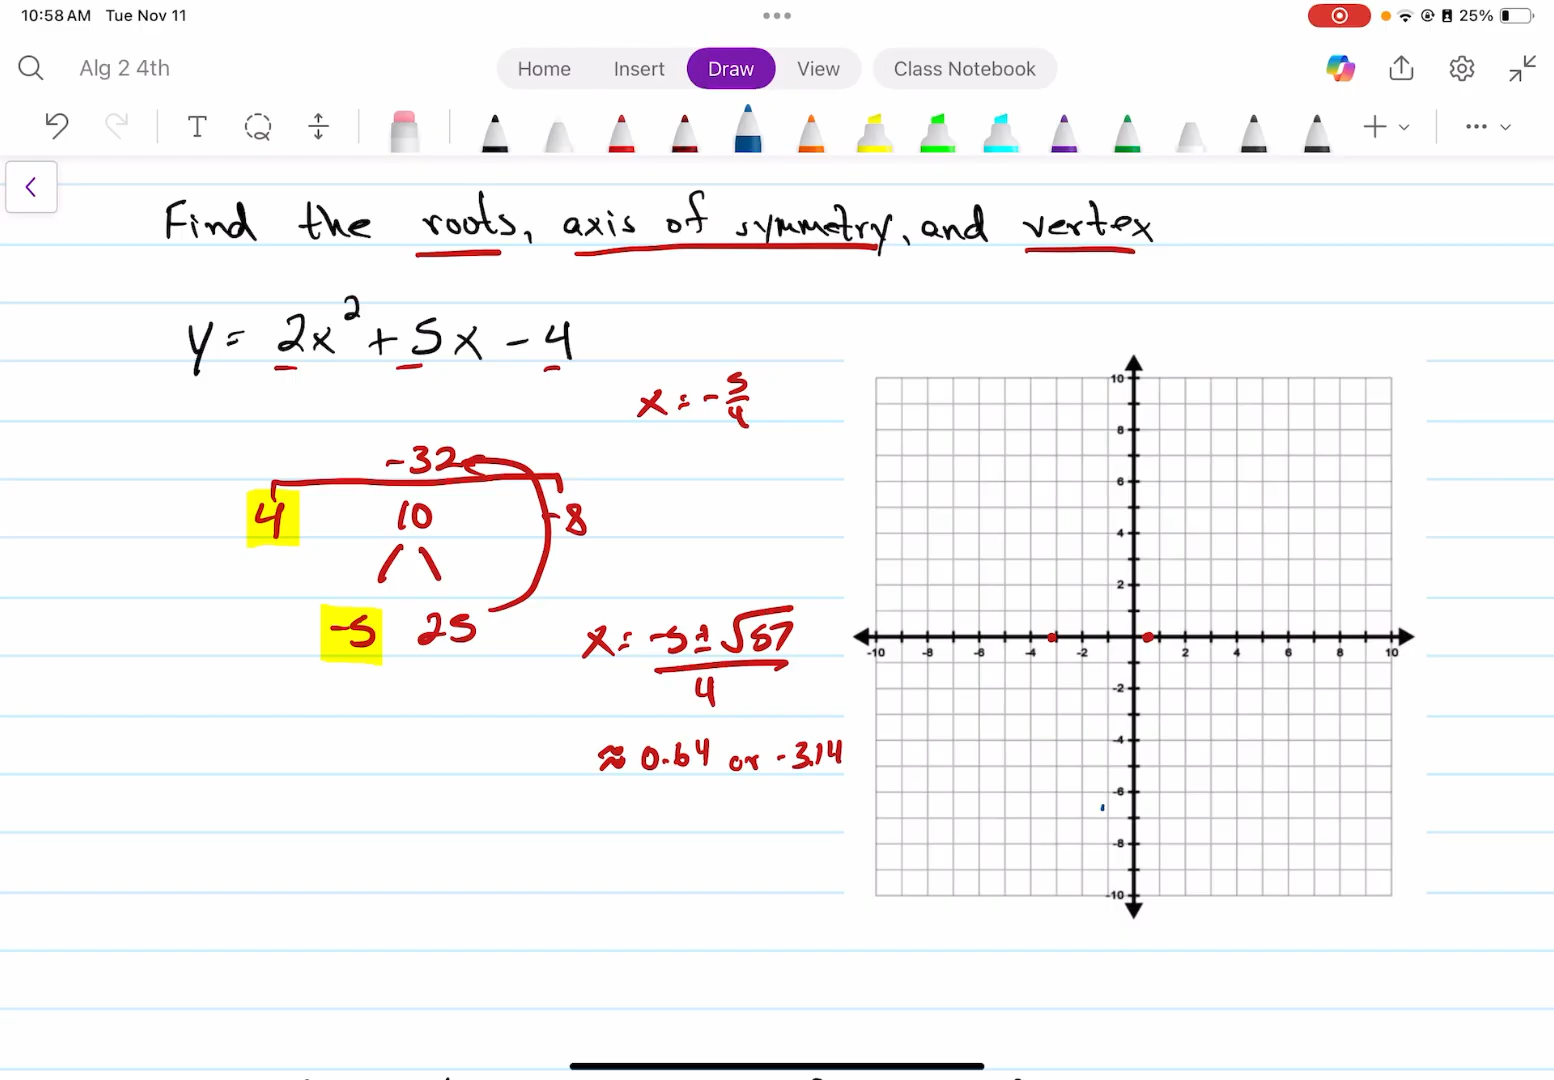 10:58 AM Tue Nov 11
25%
Alg 2 4th
Home Insert Draw View Class Notebook
Find the roots, axis of symmetry, and vertex
y = 2x² + 5x - 4
x = - 5/4
-32
4 10 -8
-5 25
x = (-5 ± √57)/4
≈ 0.64 or -3.14
10
8
6
4
2
-10 -8 -6 -4 -2 2 4 6 8 10
-2
-4
-6
-8
-10